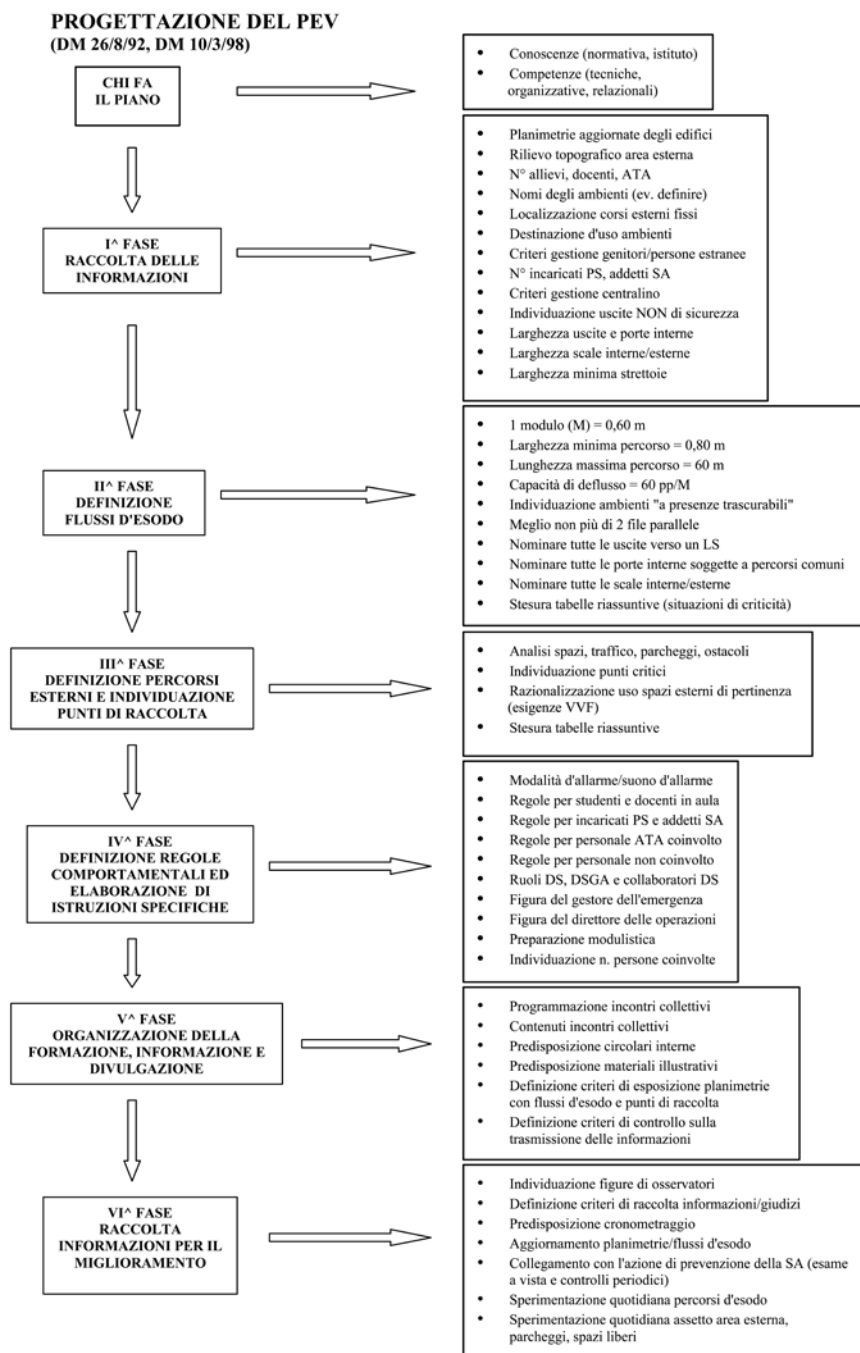 PROGETTAZIONE DEL PEV
(DM 26/8/92, DM 10/3/98)
CHI FA
IL PIANO
• Conoscenze (normativa, istituto)
• Competenze (tecniche,
organizzative, relazionali)
I^ FASE
RACCOLTA DELLE
INFORMAZIONI
• Planimetrie aggiornate degli edifici
• Rilievo topografico area esterna
• N° allievi, docenti, ATA
• Nomi degli ambienti (ev. definire)
• Localizzazione corsi esterni fissi
• Destinazione d'uso ambienti
• Criteri gestione genitori/persone estranee
• N° incaricati PS, addetti SA
• Criteri gestione centralino
• Individuazione uscite NON di sicurezza
• Larghezza uscite e porte interne
• Larghezza scale interne/esterne
• Larghezza minima strettoie
II^ FASE
DEFINIZIONE
FLUSSI D'ESODO
• 1 modulo (M) = 0,60 m
• Larghezza minima percorso = 0,80 m
• Lunghezza massima percorso = 60 m
• Capacità di deflusso = 60 pp/M
• Individuazione ambienti "a presenze trascurabili"
• Meglio non più di 2 file parallele
• Nominare tutte le uscite verso un LS
• Nominare tutte le porte interne soggette a percorsi comuni
• Nominare tutte le scale interne/esterne
• Stesura tabelle riassuntive (situazioni di criticità)
III^ FASE
DEFINIZIONE PERCORSI
ESTERNI E INDIVIDUAZIONE
PUNTI DI RACCOLTA
• Analisi spazi, traffico, parcheggi, ostacoli
• Individuazione punti critici
• Razionalizzazione uso spazi esterni di pertinenza
(esigenze VVF)
• Stesura tabelle riassuntive
IV^ FASE
DEFINIZIONE REGOLE
COMPORTAMENTALI ED
ELABORAZIONE DI
ISTRUZIONI SPECIFICHE
• Modalità d'allarme/suono d'allarme
• Regole per studenti e docenti in aula
• Regole per incaricati PS e addetti SA
• Regole per personale ATA coinvolto
• Regole per personale non coinvolto
• Ruoli DS, DSGA e collaboratori DS
• Figura del gestore dell'emergenza
• Figura del direttore delle operazioni
• Preparazione modulistica
• Individuazione n. persone coinvolte
V^ FASE
ORGANIZZAZIONE DELLA
FORMAZIONE, INFORMAZIONE E
DIVULGAZIONE
• Programmazione incontri collettivi
• Contenuti incontri collettivi
• Predisposizione circolari interne
• Predisposizione materiali illustrativi
• Definizione criteri di esposizione planimetrie
con flussi d'esodo e punti di raccolta
• Definizione criteri di controllo sulla
trasmissione delle informazioni
VI^ FASE
RACCOLTA
INFORMAZIONI PER IL
MIGLIORAMENTO
• Individuazione figure di osservatori
• Definizione criteri di raccolta informazioni/giudizi
• Predisposizione cronometraggio
• Aggiornamento planimetrie/flussi d'esodo
• Collegamento con l'azione di prevenzione della SA (esame
a vista e controlli periodici)
• Sperimentazione quotidiana percorsi d'esodo
• Sperimentazione quotidiana assetto area esterna,
parcheggi, spazi liberi